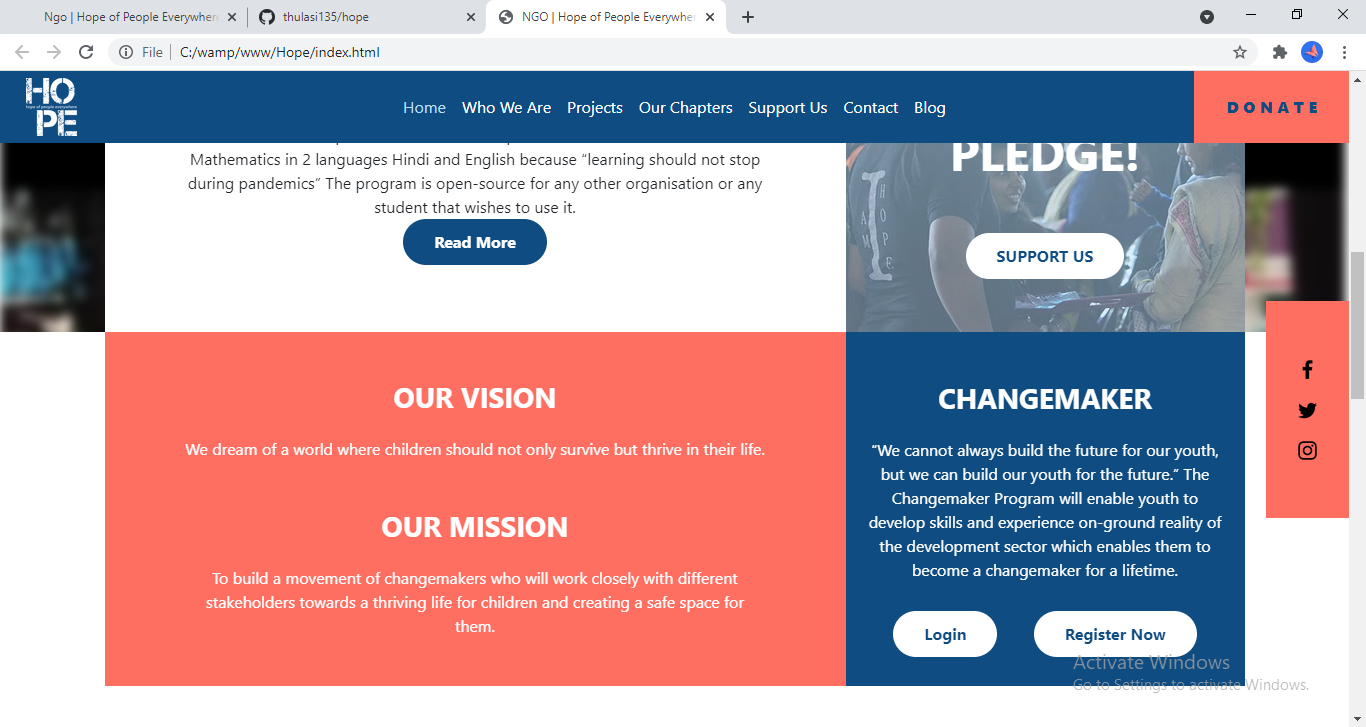 Ngo | Hope of People Everywhere
thulasi135/hope
NGO | Hope of People Everywhere
File
C:/wamp/www/Hope/index.html
HO
hope of people everywhere
PE
Home
Who We Are
Projects
Our Chapters
Support Us
Contact
Blog
DONATE
Mathematics in 2 languages Hindi and English because “learning should not stop
during pandemics” The program is open-source for any other organisation or any
student that wishes to use it.
Read More
PLEDGE!
I AM HOPE
SUPPORT US
OUR VISION
We dream of a world where children should not only survive but thrive in their life.
OUR MISSION
To build a movement of changemakers who will work closely with different
stakeholders towards a thriving life for children and creating a safe space for
them.
CHANGEMAKER
“We cannot always build the future for our youth,
but we can build our youth for the future.” The
Changemaker Program will enable youth to
develop skills and experience on-ground reality of
the development sector which enables them to
become a changemaker for a lifetime.
Login
Register Now
Activate Windows
Go to Settings to activate Windows.